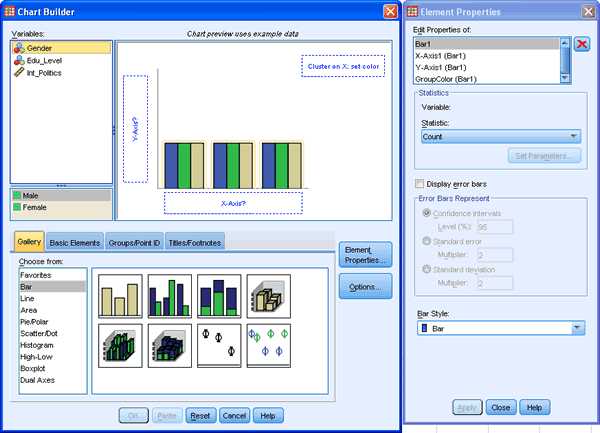 Chart Builder
Variables:
Gender
Edu_Level
Int_Politics
Male
Female
Chart preview uses example data
Cluster on X: set color
Y-Axis?
X-Axis?
Gallery
Basic Elements
Groups/Point ID
Titles/Footnotes
Choose from:
Favorites
Bar
Line
Area
Pie/Polar
Scatter/Dot
Histogram
High-Low
Boxplot
Dual Axes
Element
Properties...
Options...
OK
Paste
Reset
Cancel
Help
Element Properties
Edit Properties of:
Bar1
X-Axis1 (Bar1)
Y-Axis1 (Bar1)
GroupColor (Bar1)
Statistics
Variable:
Statistic:
Count
Set Parameters...
Display error bars
Error Bars Represent
Confidence intervals
Level (%): 95
Standard error
Multiplier: 2
Standard deviation
Multiplier: 2
Bar Style:
Bar
Apply
Close
Help